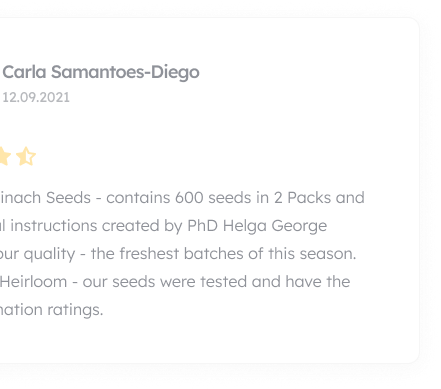 Carla Samantoes-Diego
12.09.2021
inach Seeds - contains 600 seeds in 2 Packs and
l instructions created by PhD Helga George
our quality - the freshest batches of this season.
Heirloom - our seeds were tested and have the
nation ratings.